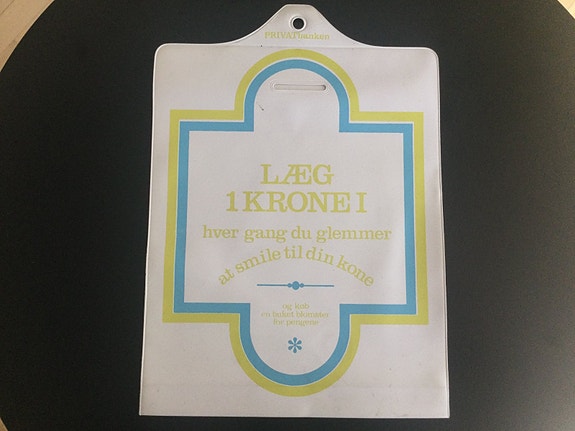 PRIVATbanken
LÆG
1 KRONE I
hver gang du glemmer
at smile til din kone
og køb
en buket blomster
for pengene